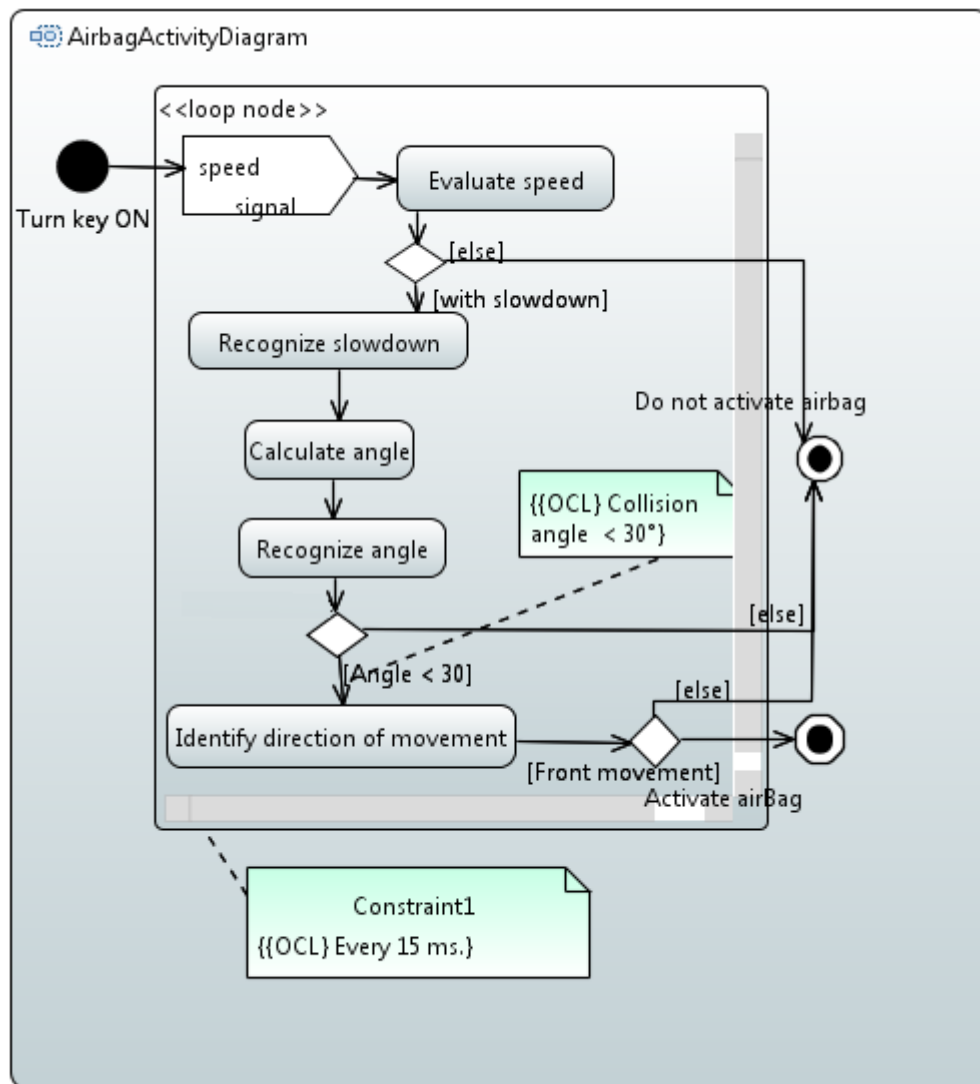 AirbagActivityDiagram
<<loop node>>
speed
signal
Turn key ON
Evaluate speed
[else]
[with slowdown]
Recognize slowdown
Do not activate airbag
Calculate angle
{{OCL} Collision
angle < 30°}
Recognize angle
[else]
[Angle < 30]
[else]
Identify direction of movement
[Front movement]
Activate airBag
Constraint1
{{OCL} Every 15 ms.}